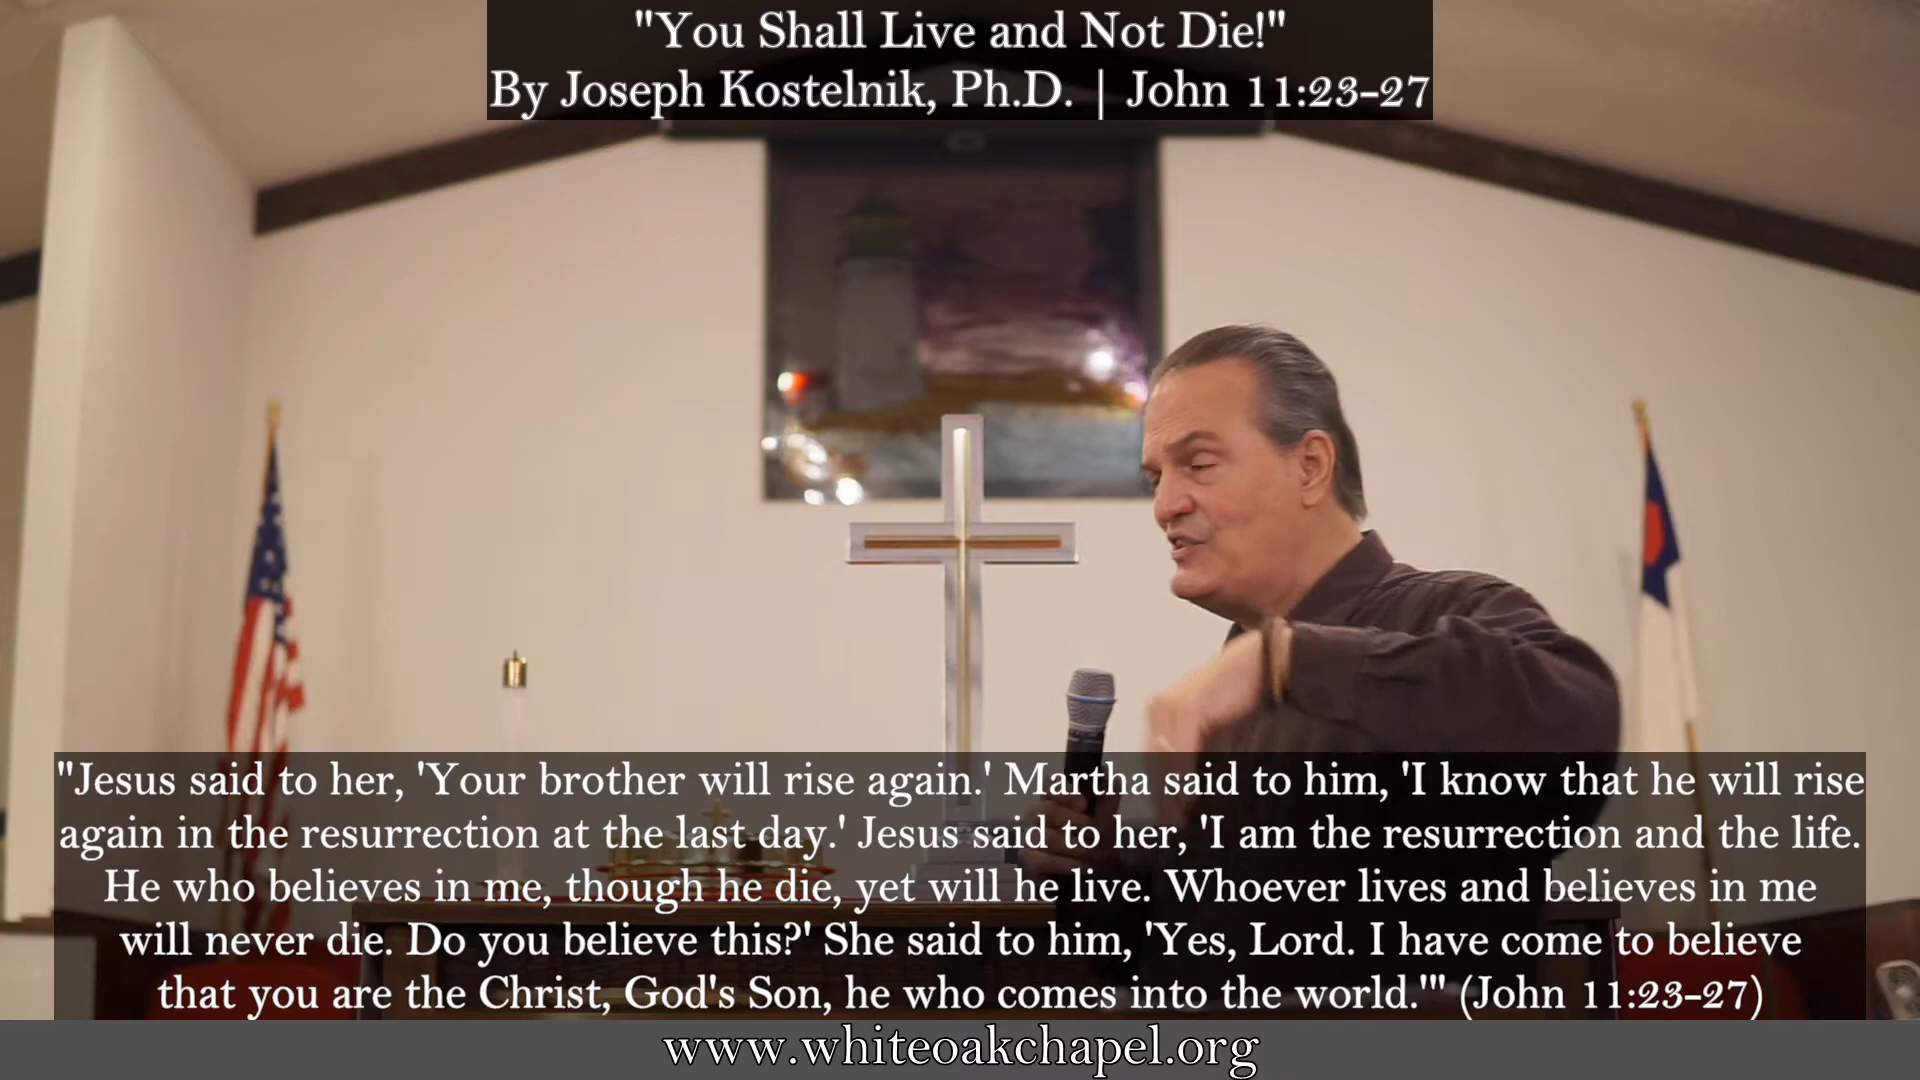 "You Shall Live and Not Die!"
By Joseph Kostelnik, Ph.D. | John 11:23-27
"Jesus said to her, 'Your brother will rise again.' Martha said to him, 'I know that he will rise
again in the resurrection at the last day.' Jesus said to her, 'I am the resurrection and the life.
He who believes in me, though he die, yet will he live. Whoever lives and believes in me
will never die. Do you believe this?' She said to him, 'Yes, Lord. I have come to believe
that you are the Christ, God's Son, he who comes into the world.'" (John 11:23-27)
www.whiteoakchapel.org